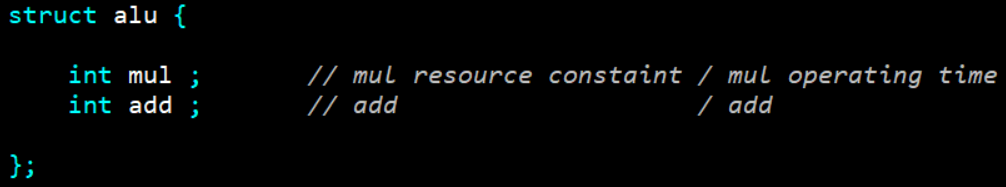 struct alu {
int mul ; // mul resource constaint / mul operating time
int add ; // add / add
};